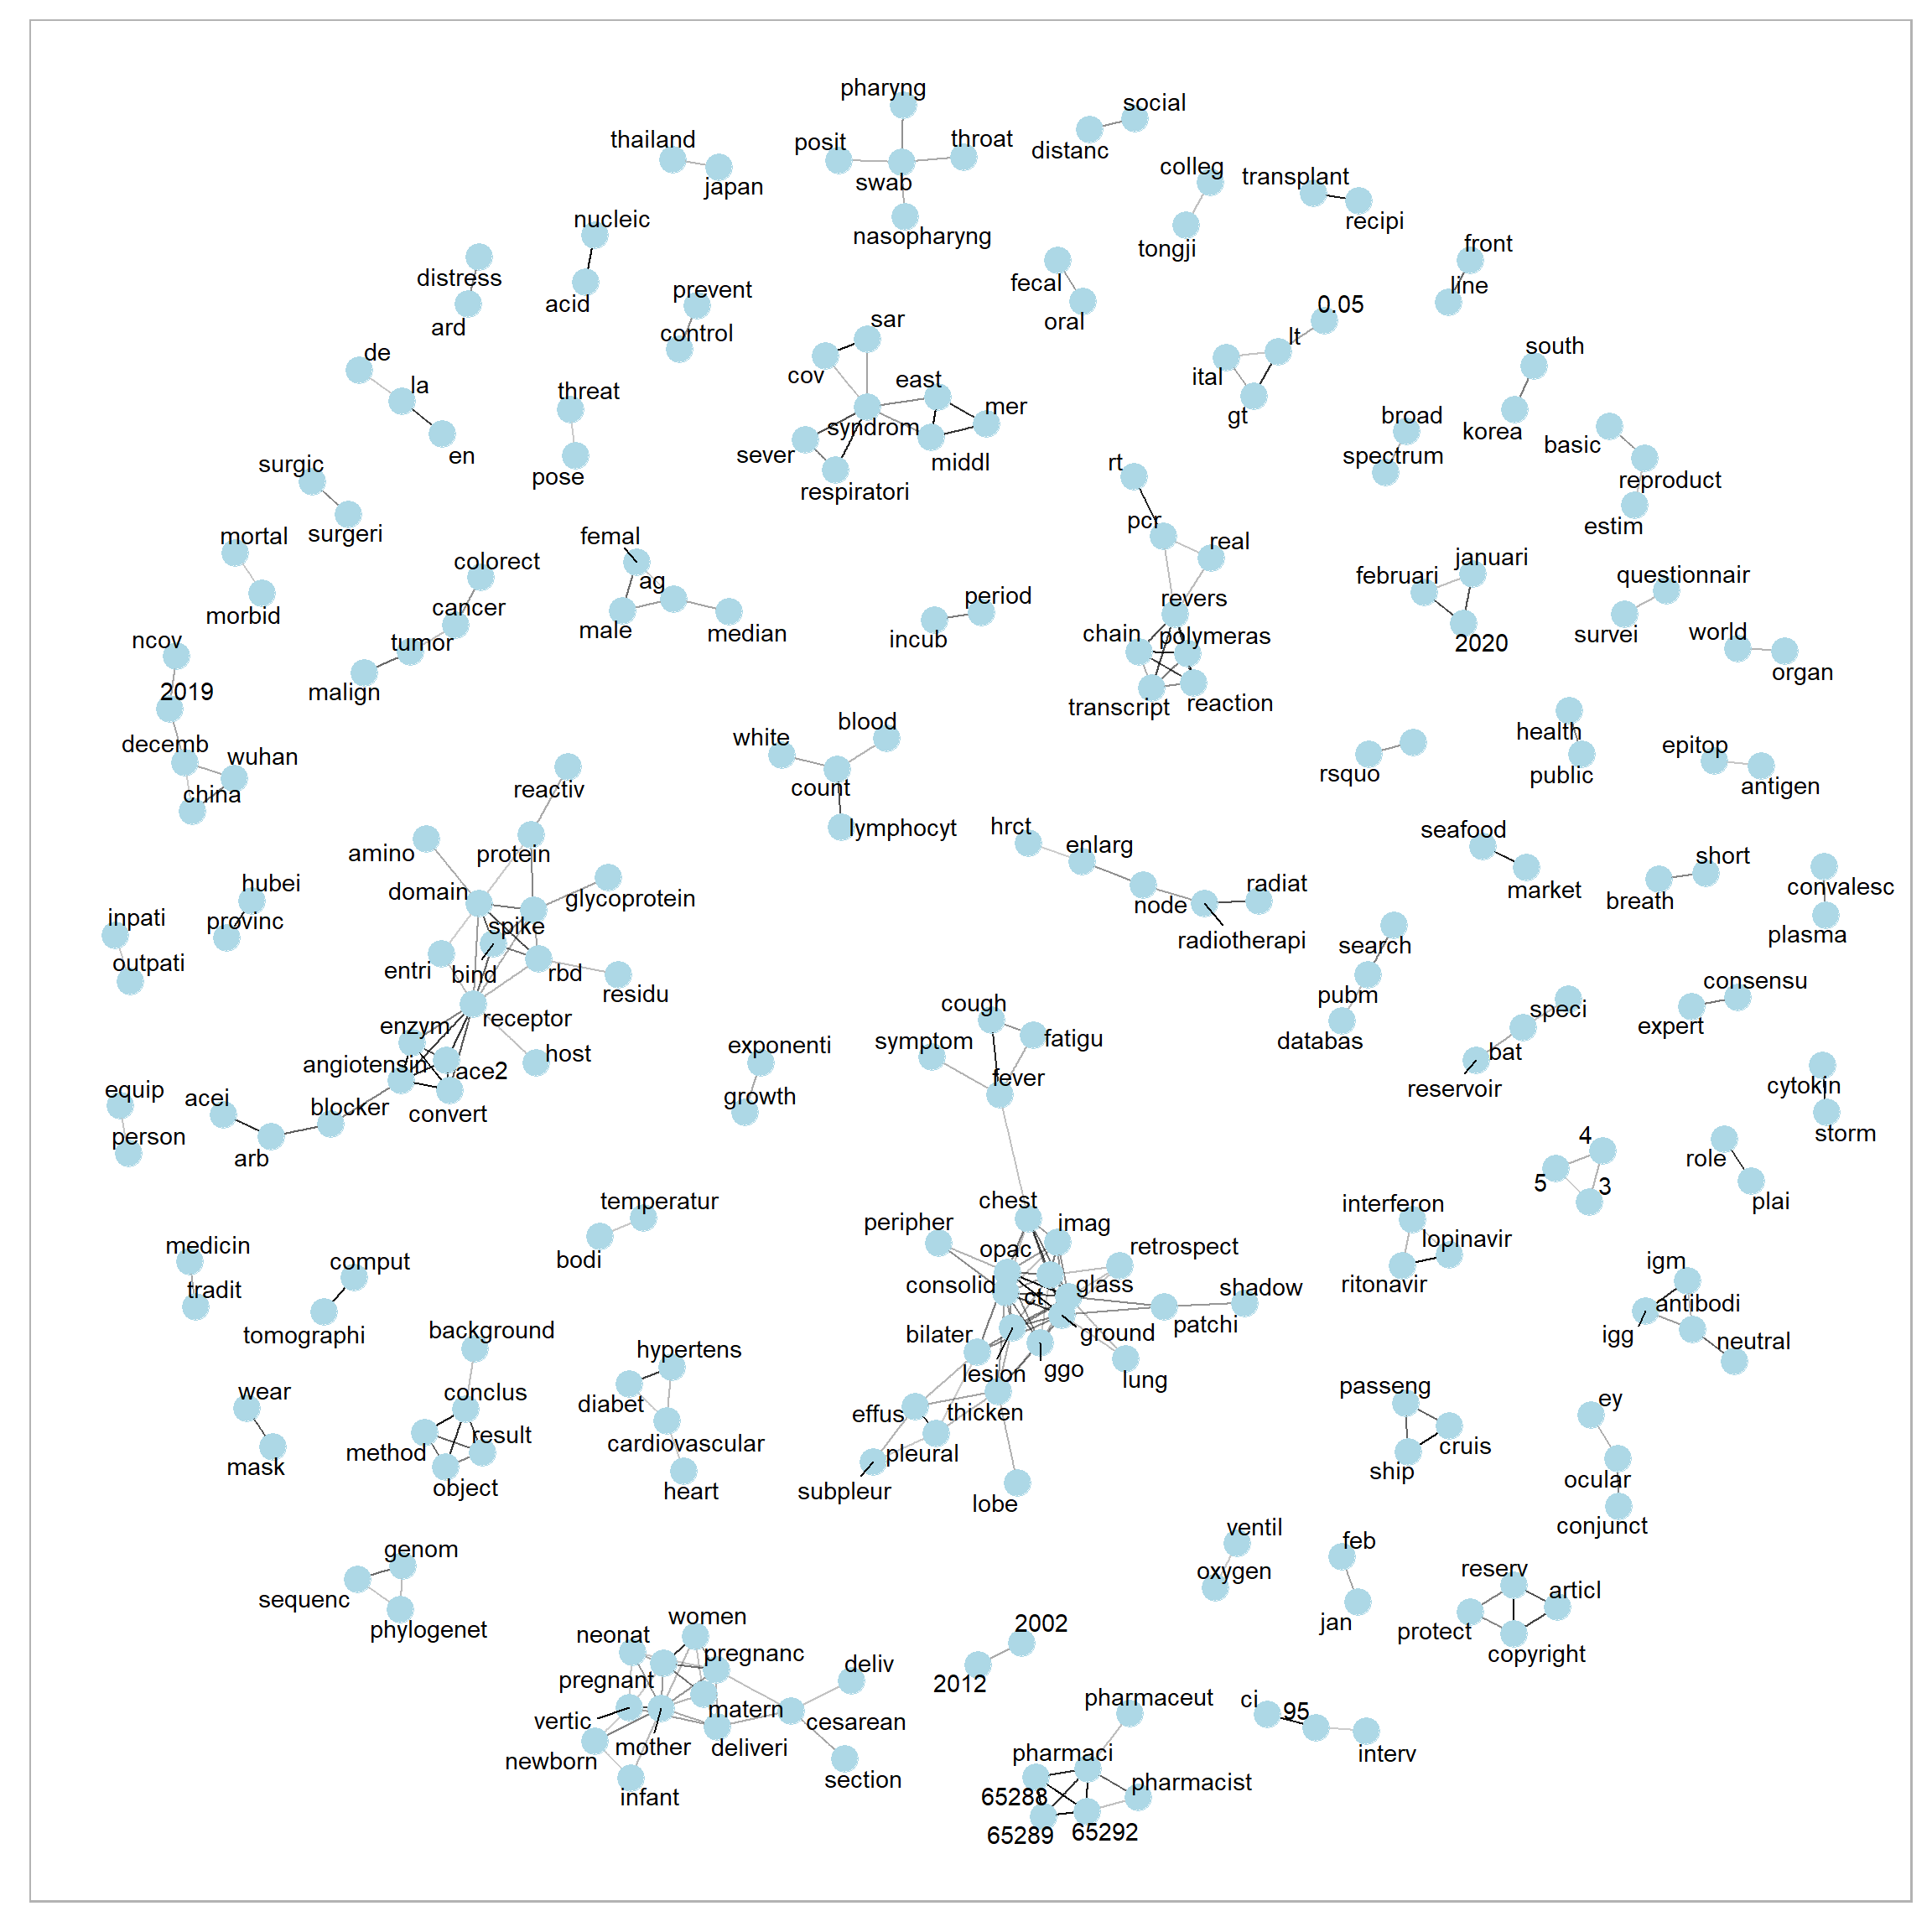 pharyng
social
thailand
posit
throat
distanc
japan
swab
colleg
transplant
nucleic
nasopharyng
tongji
recipi
distress
front
acid
prevent
fecal
line
ard
control
oral
0.05
sar
lt
de
cov
east
ital
south
la
threat
mer
gt
broad
korea
basic
en
syndrom
sever
middl
spectrum
surgic
pose
respiratori
rt
reproduct
surgeri
pcr
estim
mortal
femal
real
colorect
ag
januari
februari
questionnair
morbid
cancer
period
revers
ncov
tumor
male
median
incub
chain
polymeras
2020
survei
world
malign
organ
2019
transcript
reaction
decemb
wuhan
white
blood
health
epitop
china
reactiv
count
rsquo
public
antigen
lymphocyt
hrct
enlarg
seafood
short
amino
protein
hubei
domain
glycoprotein
node
radiat
market
breath
convalesc
inpati
provinc
spike
radiotherapi
search
plasma
outpati
entri
bind
rbd
residu
pubm
consensu
enzym
receptor
cough
symptom
fatigu
databas
speci
expert
exponenti
angiotensin
ace2
host
fever
bat
reservoir
equip
acei
blocker
convert
growth
cytokin
person
arb
storm
4
role
5
3
plai
temperatur
chest
interferon
peripher
imag
medicin
comput
bodi
opac
retrospect
lopinavir
igm
tradit
consolid
ct
glass
shadow
ritonavir
antibodi
tomographi
background
bilater
ground
patchi
igg
neutral
hypertens
lesion
ggo
lung
wear
conclus
diabet
passeng
ey
method
result
cardiovascular
effus
thicken
cruis
mask
object
heart
pleural
ship
ocular
subpleur
lobe
conjunct
genom
ventil
feb
reserv
sequenc
oxygen
articl
phylogenet
women
2002
jan
protect
neonat
pregnanc
deliv
copyright
pregnant
2012
vertic
matern
cesarean
pharmaceut
ci
95
newborn
mother
deliveri
pharmaci
interv
infant
section
65288
pharmacist
65289
65292